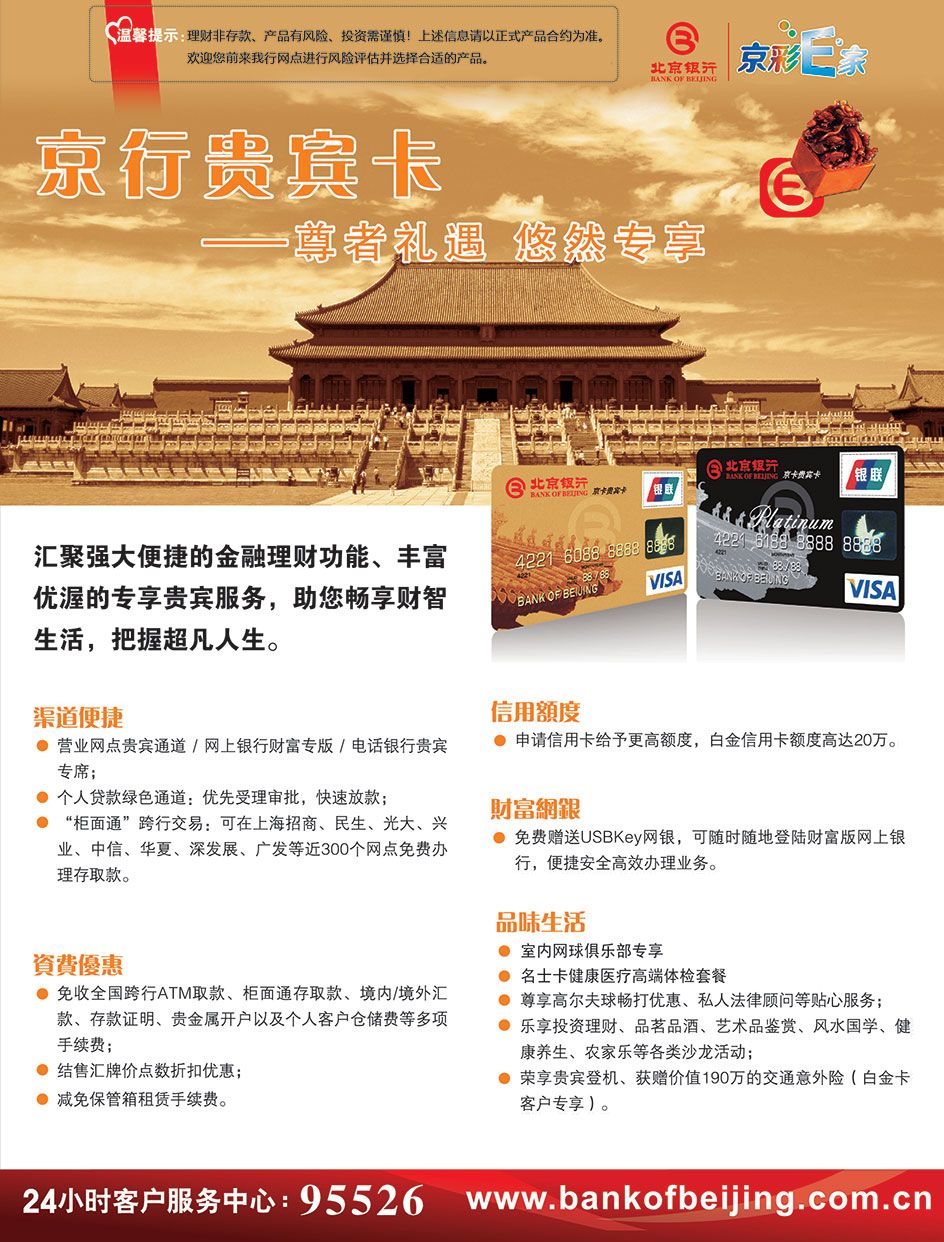 温馨提示：理财非存款、产品有风险、投资需谨慎！上述信息请以正式产品合约为准。
欢迎您前来我行网点进行风险评估并选择合适的产品。
北京银行
BANK OF BEIJING
京彩E家
京行贵宾卡
——尊者礼遇 悠然专享
北京银行
BANK OF BEIJING
京卡贵宾卡
银联
4221 6088 8888 8888
4221
88/88
BANK OF BEIJING
VISA
北京银行
BANK OF BEIJING
京卡贵宾卡
银联
Platinum
4221 6188 8888 8888
4221
88/88
BANK OF BEIJING
VISA
汇聚强大便捷的金融理财功能、丰富
优渥的专享贵宾服务，助您畅享财智
生活，把握超凡人生。
渠道便捷
● 营业网点贵宾通道 / 网上银行财富专版 / 电话银行贵宾
专席；
● 个人贷款绿色通道：优先受理审批，快速放款；
● “柜面通”跨行交易：可在上海招商、民生、光大、兴
业、中信、华夏、深发展、广发等近300个网点免费办
理存取款。
資費優惠
● 免收全国跨行ATM取款、柜面通存取款、境内/境外汇
款、存款证明、贵金属开户以及个人客户仓储费等多项
手续费；
● 结售汇牌价点数折扣优惠；
● 减免保管箱租赁手续费。
信用額度
● 申请信用卡给予更高额度，白金信用卡额度高达20万。
財富網銀
● 免费赠送USBKey网银，可随时随地登陆财富版网上银
行，便捷安全高效办理业务。
品味生活
● 室内网球俱乐部专享
● 名士卡健康医疗高端体检套餐
● 尊享高尔夫球畅打优惠、私人法律顾问等贴心服务；
● 乐享投资理财、品茗品酒、艺术品鉴赏、风水国学、健
康养生、农家乐等各类沙龙活动；
● 荣享贵宾登机、获赠价值190万的交通意外险（白金卡
客户专享）。
24小时客户服务中心：95526
www.bankofbeijing.com.cn